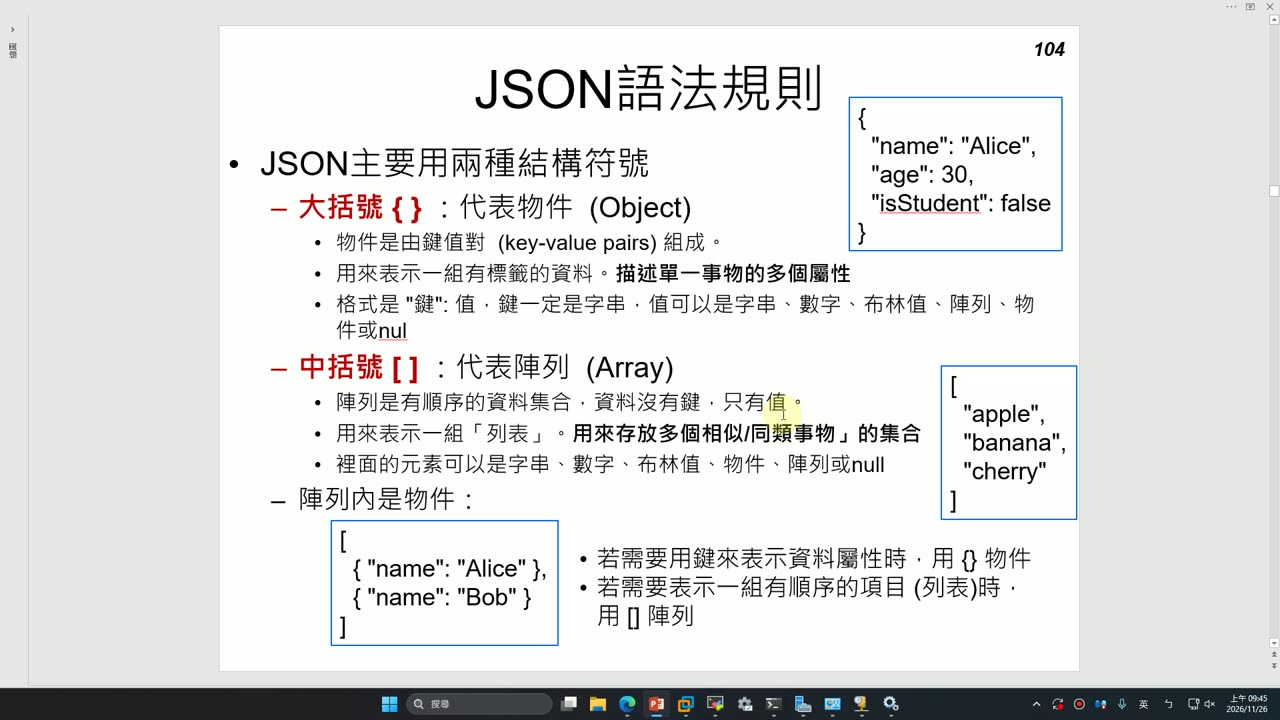 104
JSON語法規則
{
"name": "Alice",
"age": 30,
"isStudent": false
}
• JSON主要用兩種結構符號
– 大括號 { } ：代表物件 (Object)
• 物件是由鍵值對 (key-value pairs) 組成。
• 用來表示一組有標籤的資料。描述單一事物的多個屬性
• 格式是 "鍵": 值，鍵一定是字串，值可以是字串、數字、布林值、陣列、物
件或nul
– 中括號 [ ] ：代表陣列 (Array)
• 陣列是有順序的資料集合，資料沒有鍵，只有值。
• 用來表示一組「列表」。用來存放多個相似/同類事物」的集合
• 裡面的元素可以是字串、數字、布林值、物件、陣列或null
[
"apple",
"banana",
"cherry"
]
– 陣列內是物件：
[
{ "name": "Alice" },
{ "name": "Bob" }
]
• 若需要用鍵來表示資料屬性時，用 {} 物件
• 若需要表示一組有順序的項目 (列表)時，
用 [] 陣列
搜尋
英
ㄅ
上午 09:45
2026/11/26